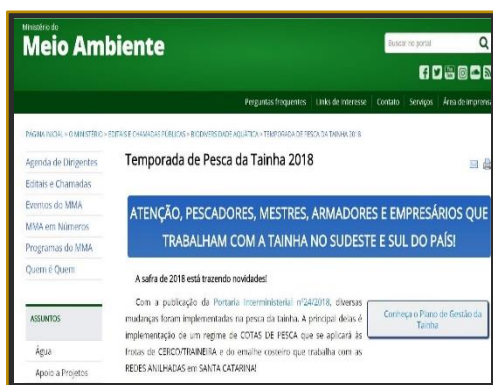 Ministério do
Meio Ambiente
Buscar no portal
Perguntas frequentes
Links de interesse
Contato
Serviços
Área de Imprensa
PÁGINA INICIAL > O MINISTÉRIO > EDITAIS E CHAMADAS PÚBLICAS > BIODIVERSIDADE AQUÁTICA > TEMPORADA DE PESCA DA TAINHA 2018
Agenda de Dirigentes
Editais e Chamadas
Eventos do MMA
MMA em Números
Programas do MMA
Quem é Quem
ASSUNTOS
Água
Apoio a Projetos
Temporada de Pesca da Tainha 2018
ATENÇÃO, PESCADORES, MESTRES, ARMADORES E EMPRESÁRIOS QUE
TRABALHAM COM A TAINHA NO SUDESTE E SUL DO PAÍS!
A safra de 2018 está trazendo novidades!
Com a publicação da Portaria Interministerial nº24/2018, diversas
mudanças foram implementadas na pesca da tainha. A principal delas é
implementação de um regime de COTAS DE PESCA que se aplicará às
frotas de CERCO/TRAINEIRA e do emalhe costeiro que trabalha com as
REDES ANILHADAS em SANTA CATARINA!
Conheça o Plano de Gestão da
Tainha